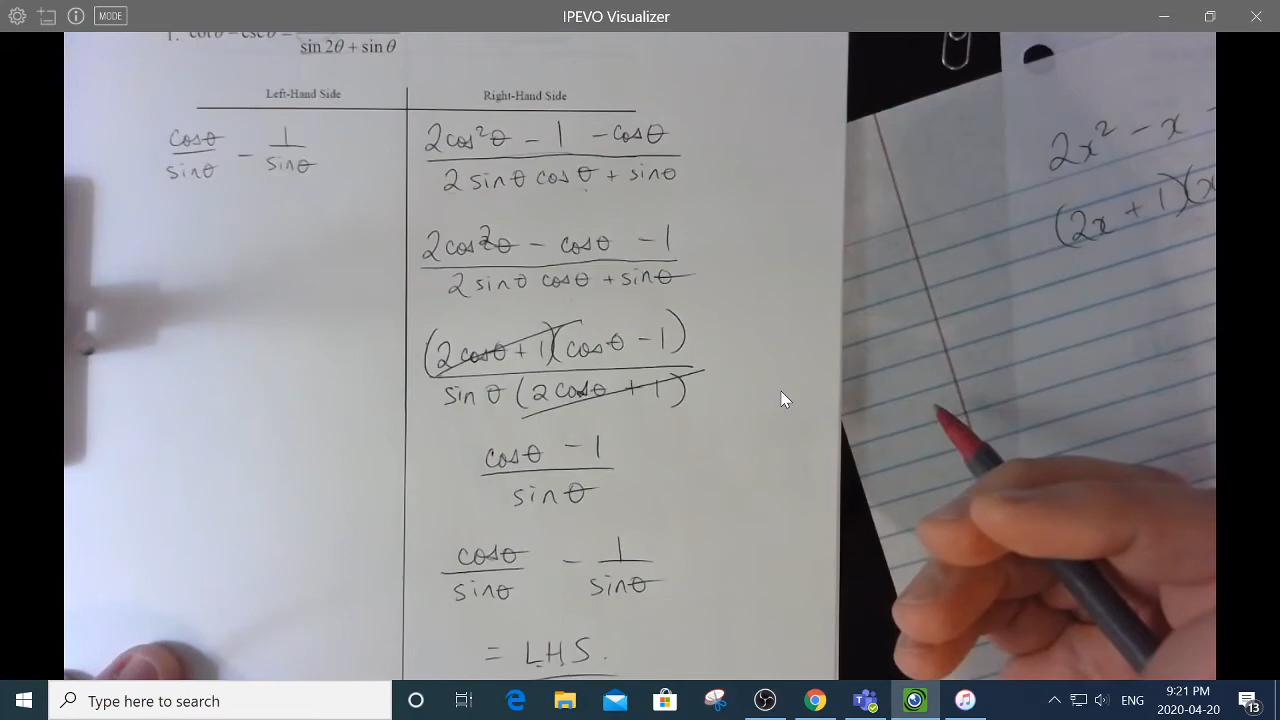 MODE
IPEVO Visualizer
1. cot θ − csc θ =
sin 2θ + sin θ
Left-Hand Side
Right-Hand Side
cosθ/sinθ − 1/sinθ
2cos²θ − 1 − cosθ
2 sinθ cosθ + sinθ
2cos²θ − cosθ − 1
2 sinθ cosθ + sinθ
(2cosθ + 1)(cosθ − 1)
sinθ (2cosθ + 1)
cosθ − 1
sinθ
cosθ/sinθ − 1/sinθ
= LHS.
2x² − x −
(2x + 1)(x
Type here to search
ENG
9:21 PM
2020-04-20
13